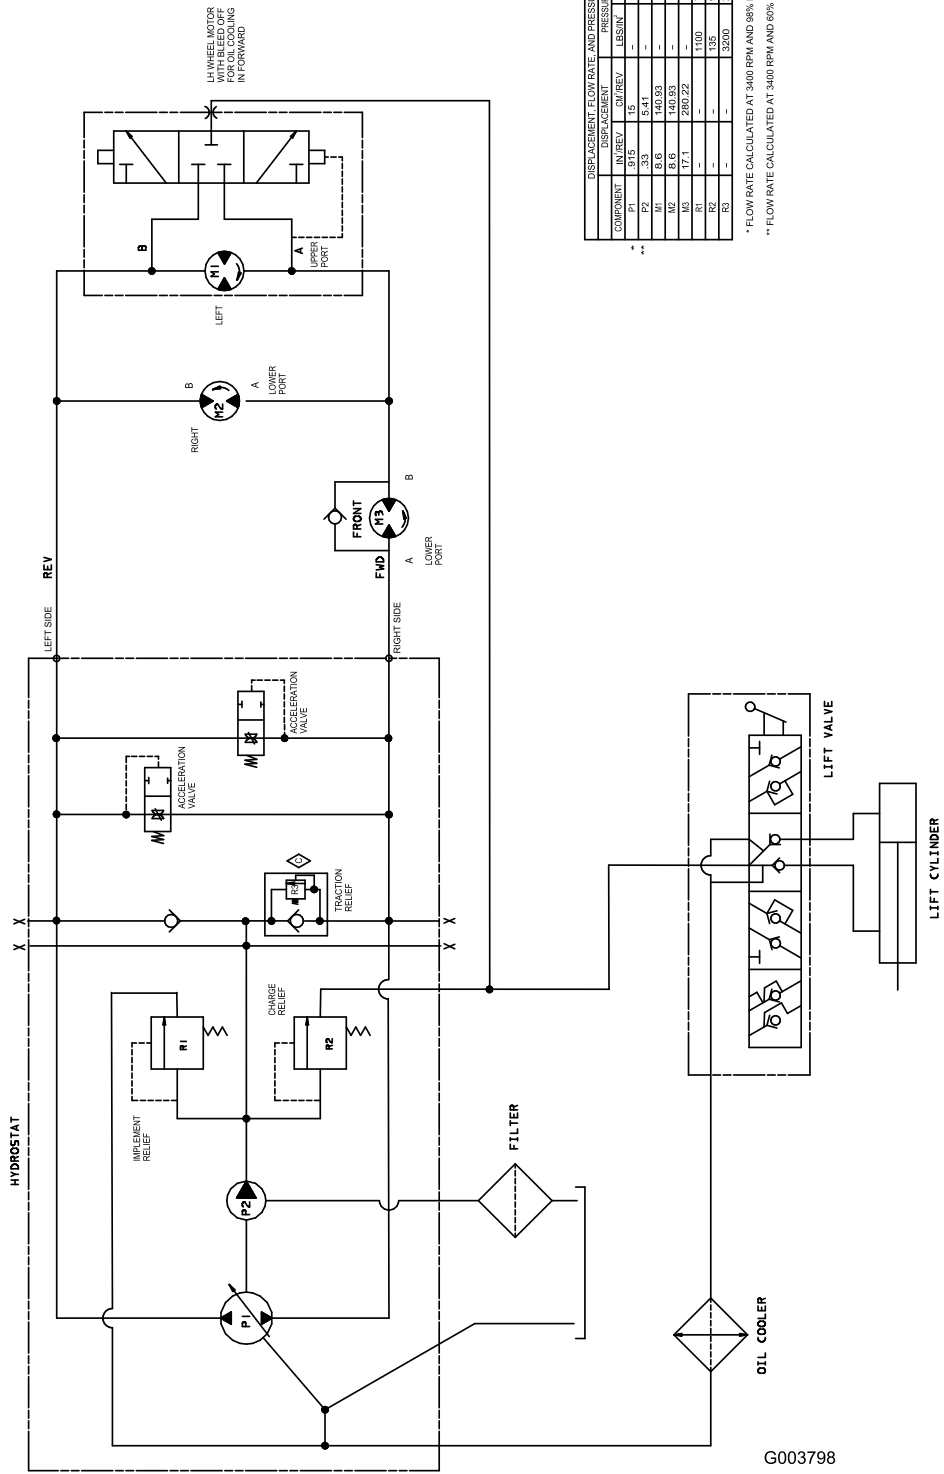 LH WHEEL MOTOR
WITH BLEED OFF
FOR OIL COOLING
IN FORWARD
B
A
UPPER
PORT
M1
LEFT
B
A
LOWER
PORT
M2
RIGHT
FRONT
M3
B
A
LOWER
PORT
REV
FWD
LEFT SIDE
RIGHT SIDE
ACCELERATION
VALVE
ACCELERATION
VALVE
C
R3
TRACTION
RELIEF
X
X
X
X
CHARGE
RELIEF
R1
R2
IMPLEMENT
RELIEF
HYDROSTAT
P2
P1
FILTER
OIL COOLER
LIFT VALVE
LIFT CYLINDER
DISPLACEMENT, FLOW RATE, AND
DISPLACEMENT
COMPONENT IN³/REV CM³/REV LBS/IN²
* P1 .915 15 –
** P2 .33 5.41 –
M1 8.6 140.93 –
M2 8.6 140.93 –
M3 17.1 280.22 –
R1 – – 1100
R2 – – 135
R3 – – 3200
* FLOW RATE CALCULATED AT 3400 RPM AND 98%
** FLOW RATE CALCULATED AT 3400 RPM AND 60%
G003798